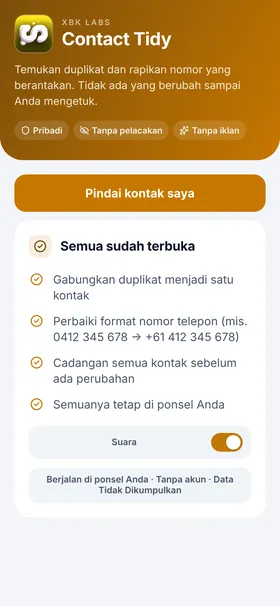 XBK LABS
Contact Tidy
Temukan duplikat dan rapikan nomor yang
berantakan. Tidak ada yang berubah sampai
Anda mengetuk.
Pribadi
Tanpa pelacakan
Tanpa iklan
Pindai kontak saya
Semua sudah terbuka
Gabungkan duplikat menjadi satu
kontak
Perbaiki format nomor telepon (mis.
0412 345 678 → +61 412 345 678)
Cadangan semua kontak sebelum
ada perubahan
Semuanya tetap di ponsel Anda
Suara
Berjalan di ponsel Anda · Tanpa akun · Data
Tidak Dikumpulkan